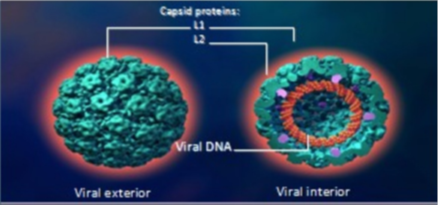 Capsid proteins:
L1
L2
Viral DNA
Viral exterior
Viral interior